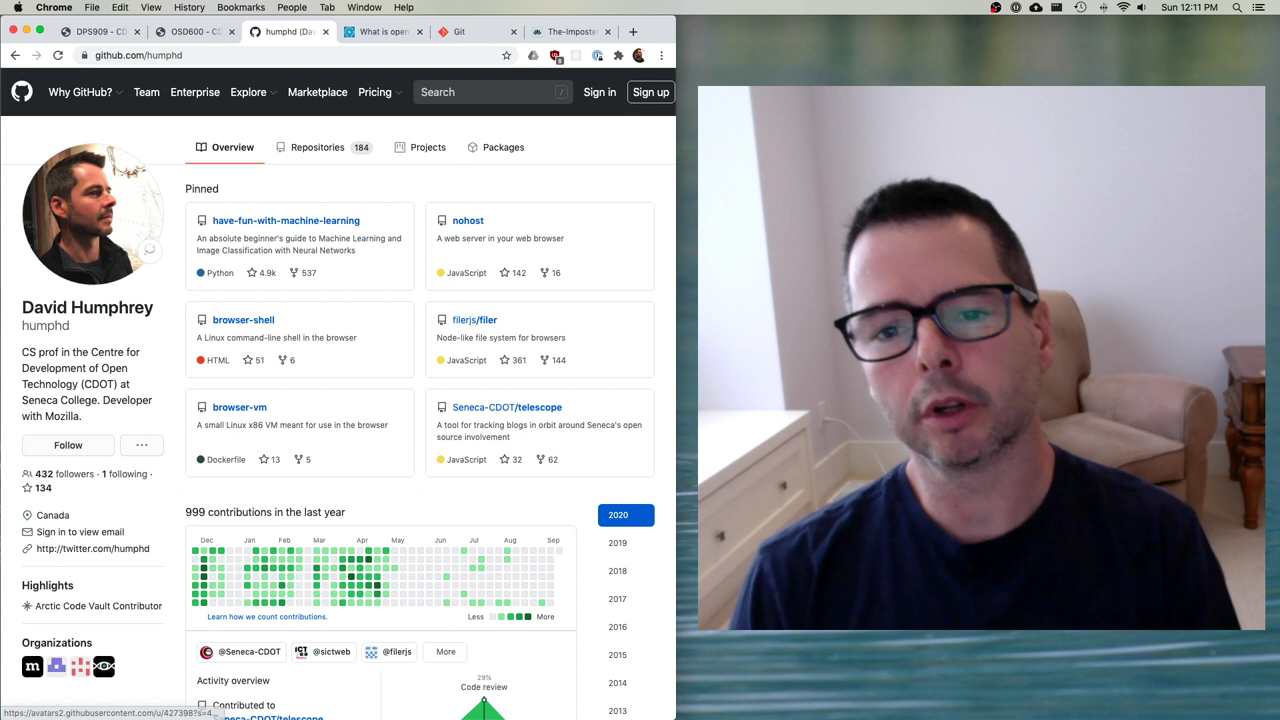 Chrome File Edit View History Bookmarks People Tab Window Help
Sun 12:11 PM
DPS909 - CD
OSD600 - CD
humphd (Dav
What is open
Git
The-Imposter
github.com/humphd
Why GitHub? Team Enterprise Explore Marketplace Pricing Search / Sign in Sign up
Overview Repositories 184 Projects Packages
David Humphrey
humphd
CS prof in the Centre for
Development of Open
Technology (CDOT) at
Seneca College. Developer
with Mozilla.
Follow ...
432 followers · 1 following ·
134
Canada
Sign in to view email
http://twitter.com/humphd
Highlights
Arctic Code Vault Contributor
Organizations
Pinned
have-fun-with-machine-learning
An absolute beginner's guide to Machine Learning and
Image Classification with Neural Networks
Python 4.9k 537
nohost
A web server in your web browser
JavaScript 142 16
browser-shell
A Linux command-line shell in the browser
HTML 51 6
filerjs/filer
Node-like file system for browsers
JavaScript 361 144
browser-vm
A small Linux x86 VM meant for use in the browser
Dockerfile 13 5
Seneca-CDOT/telescope
A tool for tracking blogs in orbit around Seneca's open
source involvement
JavaScript 32 62
999 contributions in the last year
Dec Jan Feb Mar Apr May Jun Jul Aug Sep
Learn how we count contributions.
Less More
2020
2019
2018
2017
2016
2015
2014
2013
@Seneca-CDOT @sictweb @filerjs More
Activity overview
Contributed to
29%
Code review
https://avatars2.githubusercontent.com/u/427398?s=4...